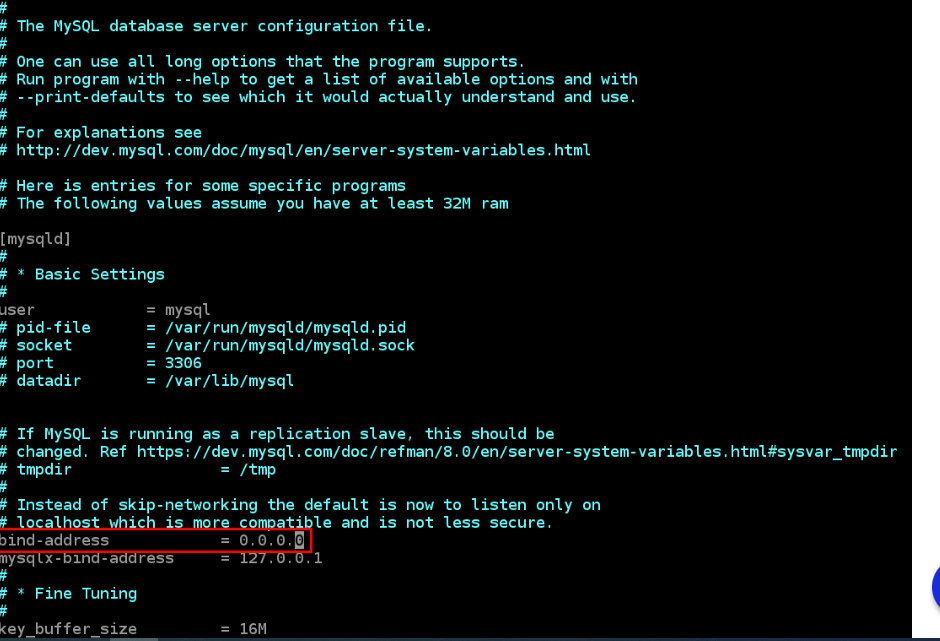 #
# The MySQL database server configuration file.
#
# One can use all long options that the program supports.
# Run program with --help to get a list of available options and with
# --print-defaults to see which it would actually understand and use.
#
# For explanations see
# http://dev.mysql.com/doc/mysql/en/server-system-variables.html
# Here is entries for some specific programs
# The following values assume you have at least 32M ram
[mysqld]
#
# * Basic Settings
#
user = mysql
# pid-file = /var/run/mysqld/mysqld.pid
# socket = /var/run/mysqld/mysqld.sock
# port = 3306
# datadir = /var/lib/mysql
# If MySQL is running as a replication slave, this should be
# changed. Ref https://dev.mysql.com/doc/refman/8.0/en/server-system-variables.html#sysvar_tmpdir
# tmpdir = /tmp
#
# Instead of skip-networking the default is now to listen only on
# localhost which is more compatible and is not less secure.
bind-address = 0.0.0.0
mysqlx-bind-address = 127.0.0.1
#
# * Fine Tuning
#
key_buffer_size = 16M